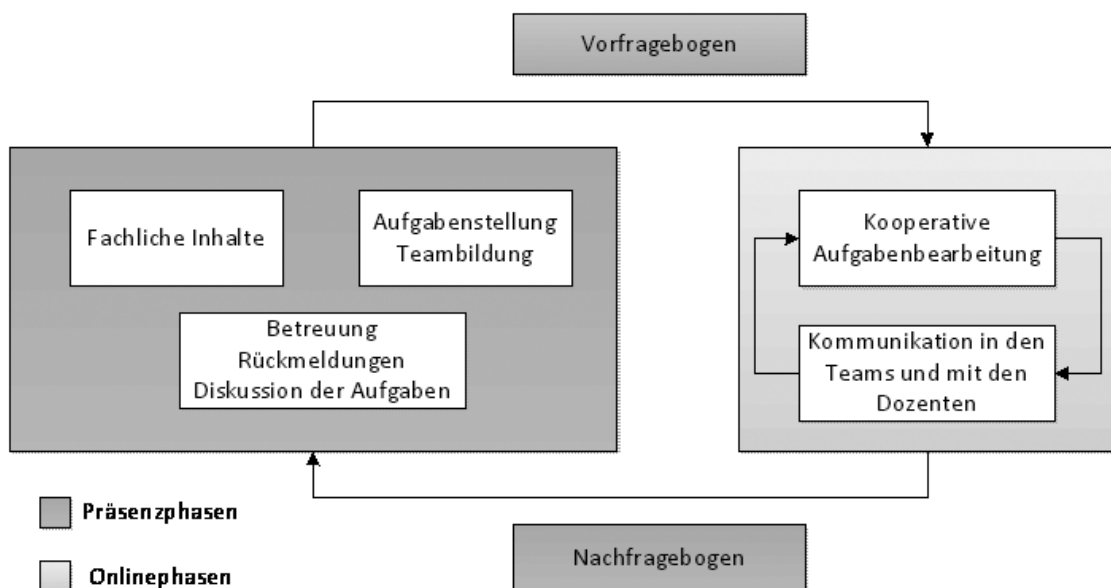 Vorfragebogen
Fachliche Inhalte
Aufgabenstellung
Teambildung
Betreuung
Rückmeldungen
Diskussion der Aufgaben
Kooperative
Aufgabenbearbeitung
Kommunikation in den
Teams und mit den
Dozenten
Präsenzphasen
Onlinephasen
Nachfragebogen